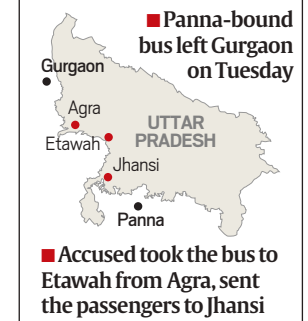 ■ Panna-bound
bus left Gurgaon
on Tuesday
Gurgaon
Agra
UTTAR
PRADESH
Etawah
Jhansi
Panna
■ Accused took the bus to
Etawah from Agra, sent
the passengers to Jhansi